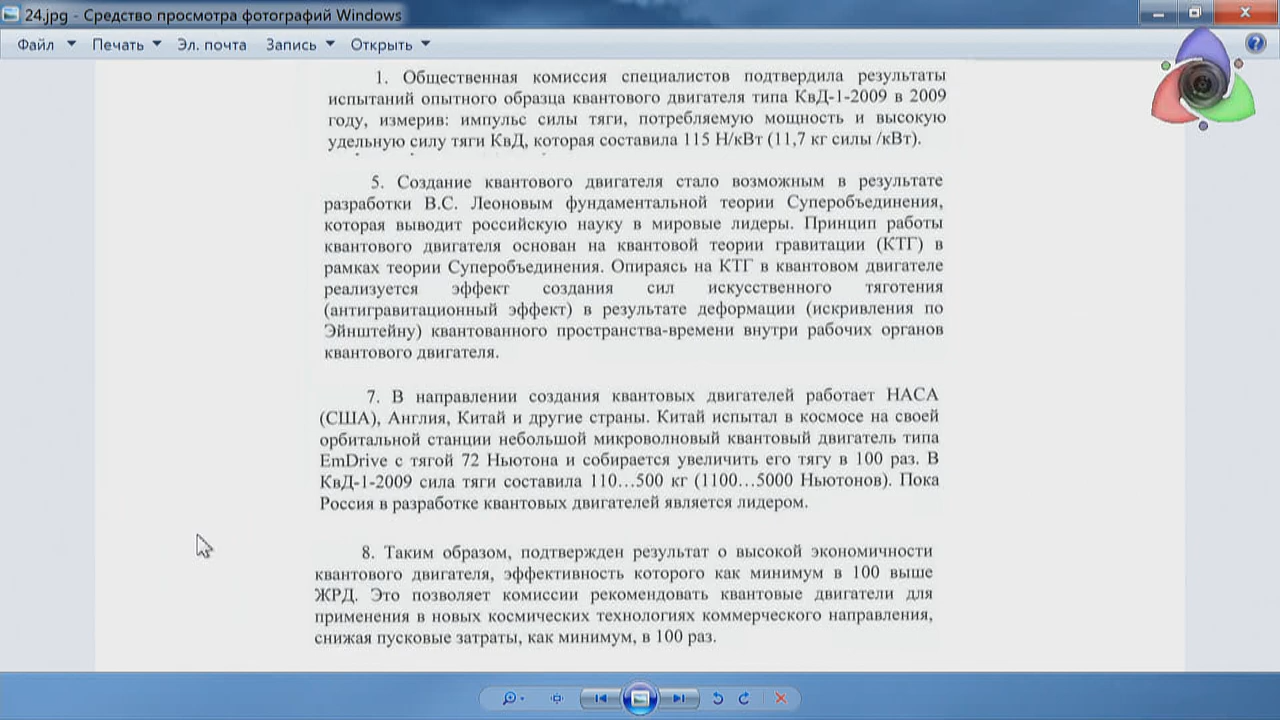 24.jpg - Средство просмотра фотографий Windows
Файл Печать Эл. почта Запись Открыть
1. Общественная комиссия специалистов подтвердила результаты
испытаний опытного образца квантового двигателя типа КвД-1-2009 в 2009
году, измерив: импульс силы тяги, потребляемую мощность и высокую
удельную силу тяги КвД, которая составила 115 Н/кВт (11,7 кг силы /кВт).
5. Создание квантового двигателя стало возможным в результате
разработки В.С. Леоновым фундаментальной теории Суперобъединения,
которая выводит российскую науку в мировые лидеры. Принцип работы
квантового двигателя основан на квантовой теории гравитации (КТГ) в
рамках теории Суперобъединения. Опираясь на КТГ в квантовом двигателе
реализуется эффект создания сил искусственного тяготения
(антигравитационный эффект) в результате деформации (искривления по
Эйнштейну) квантованного пространства-времени внутри рабочих органов
квантового двигателя.
7. В направлении создания квантовых двигателей работает НАСА
(США), Англия, Китай и другие страны. Китай испытал в космосе на своей
орбитальной станции небольшой микроволновый квантовый двигатель типа
EmDrive с тягой 72 Ньютона и собирается увеличить его тягу в 100 раз. В
КвД-1-2009 сила тяги составила 110…500 кг (1100…5000 Ньютонов). Пока
Россия в разработке квантовых двигателей является лидером.
8. Таким образом, подтвержден результат о высокой экономичности
квантового двигателя, эффективность которого как минимум в 100 выше
ЖРД. Это позволяет комиссии рекомендовать квантовые двигатели для
применения в новых космических технологиях коммерческого направления,
снижая пусковые затраты, как минимум, в 100 раз.